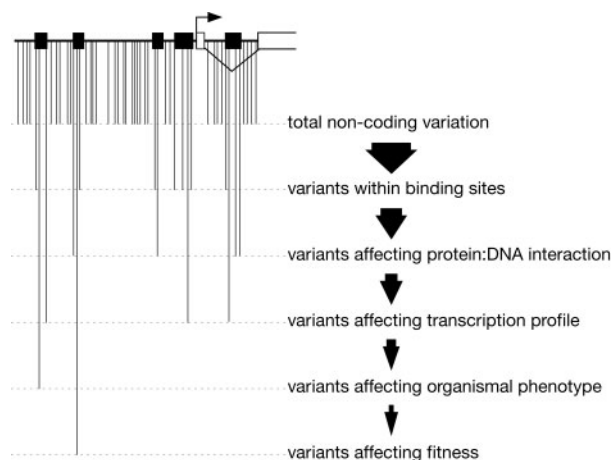 total non-coding variation
variants within binding sites
variants affecting protein:DNA interaction
variants affecting transcription profile
variants affecting organismal phenotype
variants affecting fitness